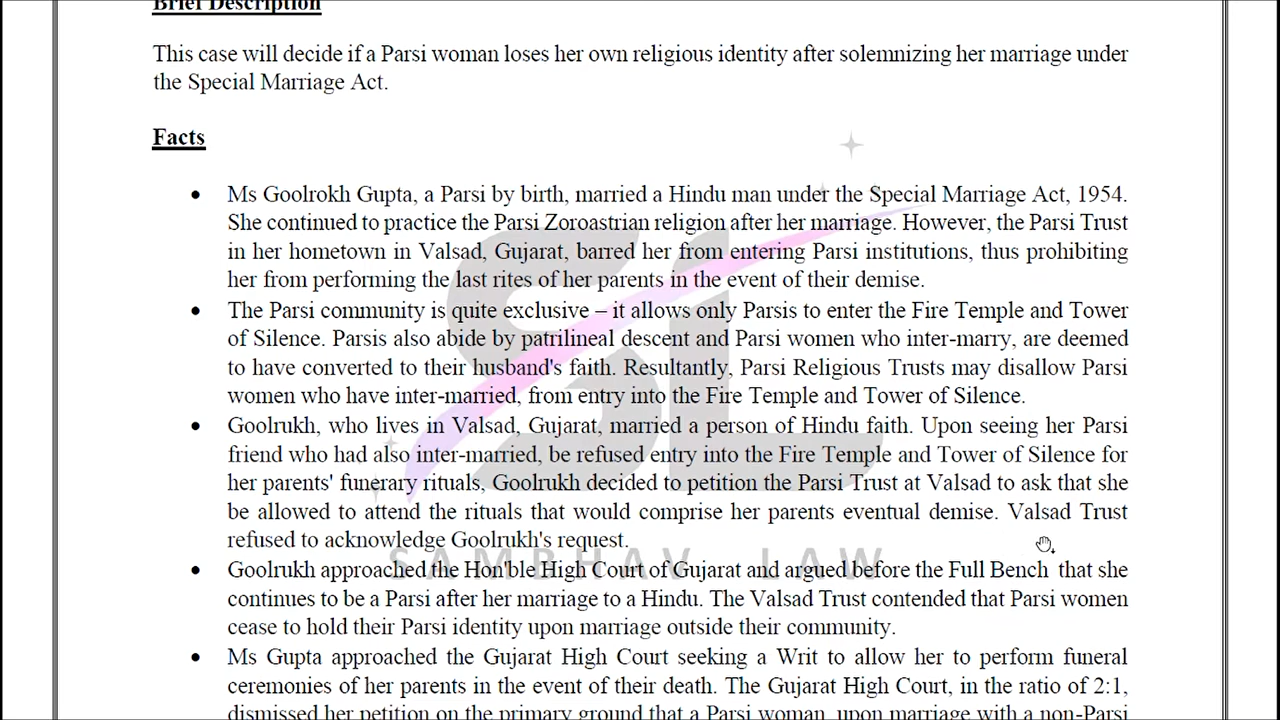 Brief Description
This case will decide if a Parsi woman loses her own religious identity after solemnizing her marriage under
the Special Marriage Act.
Facts
• Ms Goolrokh Gupta, a Parsi by birth, married a Hindu man under the Special Marriage Act, 1954.
She continued to practice the Parsi Zoroastrian religion after her marriage. However, the Parsi Trust
in her hometown in Valsad, Gujarat, barred her from entering Parsi institutions, thus prohibiting
her from performing the last rites of her parents in the event of their demise.
• The Parsi community is quite exclusive – it allows only Parsis to enter the Fire Temple and Tower
of Silence. Parsis also abide by patrilineal descent and Parsi women who inter-marry, are deemed
to have converted to their husband's faith. Resultantly, Parsi Religious Trusts may disallow Parsi
women who have inter-married, from entry into the Fire Temple and Tower of Silence.
• Goolrukh, who lives in Valsad, Gujarat, married a person of Hindu faith. Upon seeing her Parsi
friend who had also inter-married, be refused entry into the Fire Temple and Tower of Silence for
her parents' funerary rituals, Goolrukh decided to petition the Parsi Trust at Valsad to ask that she
be allowed to attend the rituals that would comprise her parents eventual demise. Valsad Trust
refused to acknowledge Goolrukh's request.
SAMBHAV LAW
• Goolrukh approached the Hon'ble High Court of Gujarat and argued before the Full Bench that she
continues to be a Parsi after her marriage to a Hindu. The Valsad Trust contended that Parsi women
cease to hold their Parsi identity upon marriage outside their community.
• Ms Gupta approached the Gujarat High Court seeking a Writ to allow her to perform funeral
ceremonies of her parents in the event of their death. The Gujarat High Court, in the ratio of 2:1,
dismissed her petition on the primary ground that a Parsi woman, upon marriage with a non-Parsi
SL